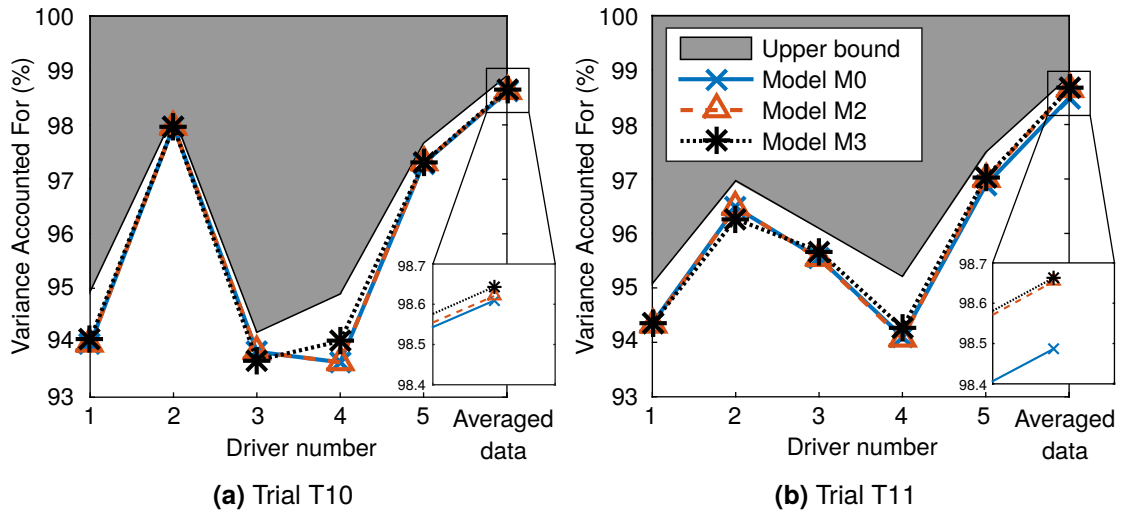 Variance Accounted For (%)
100
99
98
97
96
95
94
93
98.7
98.6
98.5
98.4
1 2 3 4 5 Averaged
data
Driver number
(a) Trial T10
Variance Accounted For (%)
100
99
98
97
96
95
94
93
Upper bound
Model M0
Model M2
Model M3
98.7
98.6
98.5
98.4
1 2 3 4 5 Averaged
data
Driver number
(b) Trial T11